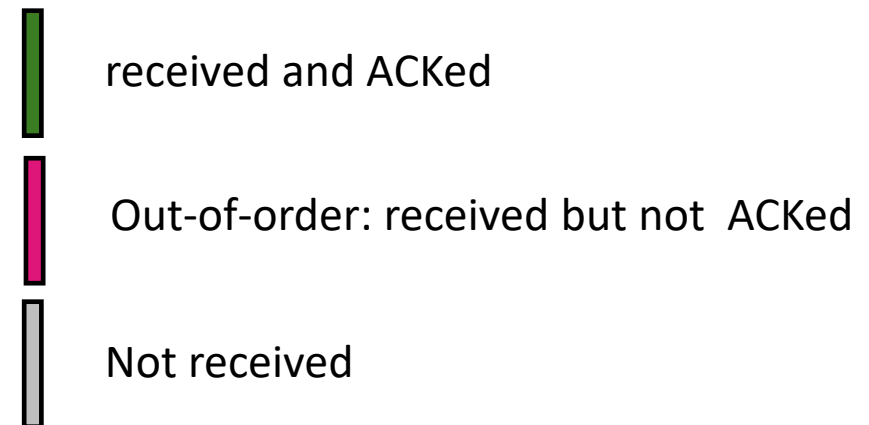 received and ACKed
Out-of-order: received but not ACKed
Not received